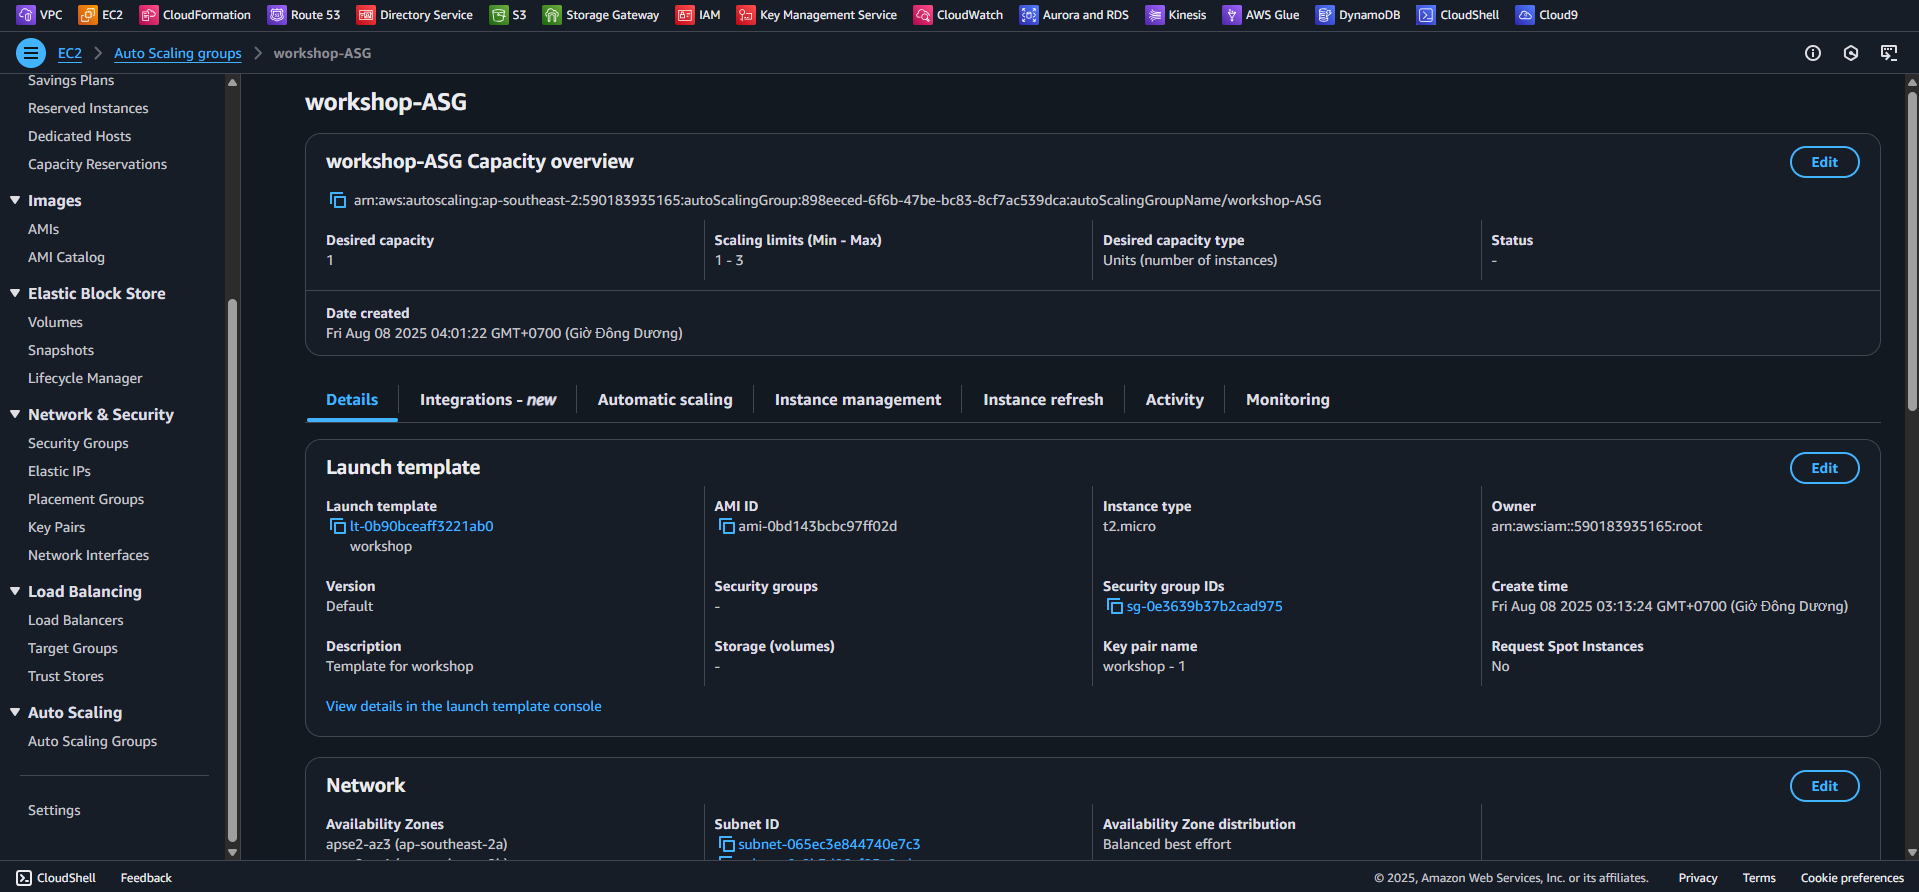 VPC EC2 CloudFormation Route 53 Directory Service S3 Storage Gateway IAM Key Management Service CloudWatch Aurora and RDS Kinesis AWS Glue DynamoDB CloudShell Cloud9
EC2 Auto Scaling groups workshop-ASG
Savings Plans
Reserved Instances
Dedicated Hosts
Capacity Reservations
Images
AMIs
AMI Catalog
Elastic Block Store
Volumes
Snapshots
Lifecycle Manager
Network & Security
Security Groups
Elastic IPs
Placement Groups
Key Pairs
Network Interfaces
Load Balancing
Load Balancers
Target Groups
Trust Stores
Auto Scaling
Auto Scaling Groups
Settings
workshop-ASG
workshop-ASG Capacity overview
Edit
arn:aws:autoscaling:ap-southeast-2:590183935165:autoScalingGroup:898eeced-6f6b-47be-bc83-8cf7ac539dca:autoScalingGroupName/workshop-ASG
Desired capacity
1
Scaling limits (Min - Max)
1 - 3
Desired capacity type
Units (number of instances)
Status
-
Date created
Fri Aug 08 2025 04:01:22 GMT+0700 (Giờ Đông Dương)
Details Integrations - new Automatic scaling Instance management Instance refresh Activity Monitoring
Launch template
Edit
Launch template
lt-0b90bceaff3221ab0
workshop
AMI ID
ami-0bd143bcbc97ff02d
Instance type
t2.micro
Owner
arn:aws:iam::590183935165:root
Version
Default
Security groups
-
Security group IDs
sg-0e3639b37b2cad975
Create time
Fri Aug 08 2025 03:13:24 GMT+0700 (Giờ Đông Dương)
Description
Template for workshop
Storage (volumes)
-
Key pair name
workshop - 1
Request Spot Instances
No
View details in the launch template console
Network
Edit
Availability Zones
apse2-az3 (ap-southeast-2a)
Subnet ID
subnet-065ec3e844740e7c3
Availability Zone distribution
Balanced best effort
CloudShell Feedback
© 2025, Amazon Web Services, Inc. or its affiliates. Privacy Terms Cookie preferences